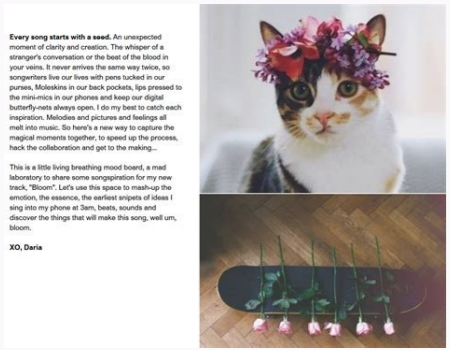 Every song starts with a seed. An unexpected
moment of clarity and creation. The whisper of a
stranger's conversation or the beat of the blood in
your veins. It never arrives the same way twice, so
songwriters live our lives with pens tucked in our
purses, Moleskins in our back pockets, lips pressed to
the mini-mics in our phones and keep our digital
butterfly-nets always open. I do my best to catch each
inspiration. Melodies and pictures and feelings all
melt into music. So here's a new way to capture the
magical moments together, to speed up the process,
hack the collaboration and get to the making...
This is a little living breathing mood board, a mad
laboratory to share some songspiration for my new
track, "Bloom". Let's use this space to mash-up the
emotion, the essence, the earliest snipets of ideas I
sing into my phone at 3am, beats, sounds and
discover the things that will make this song, well um,
bloom.
XO, Daria